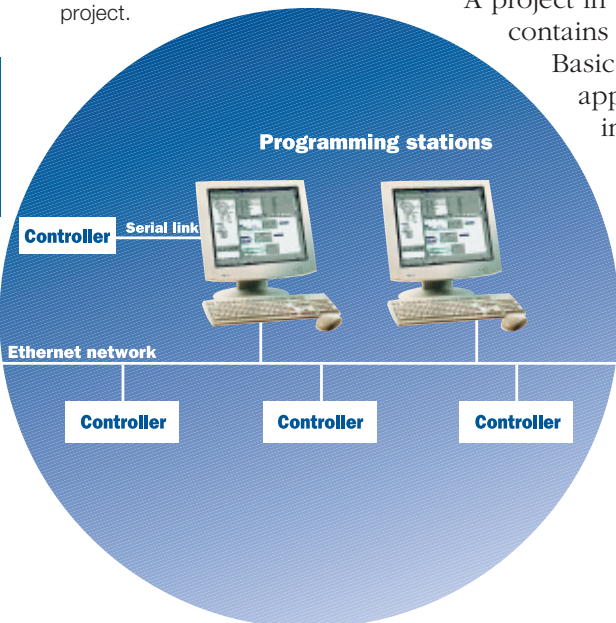 project.
A project in
contains
Basic
app
in
Programming stations
Controller
Serial link
Ethernet network
Controller
Controller
Controller